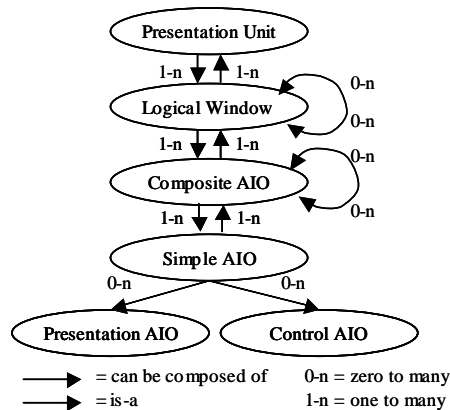 Presentation Unit
1-n 1-n
0-n
Logical Window
0-n
1-n 1-n
0-n
Composite AIO
0-n
1-n 1-n
Simple AIO
0-n 0-n
Presentation AIO Control AIO
= can be composed of 0-n = zero to many
= is-a 1-n = one to many